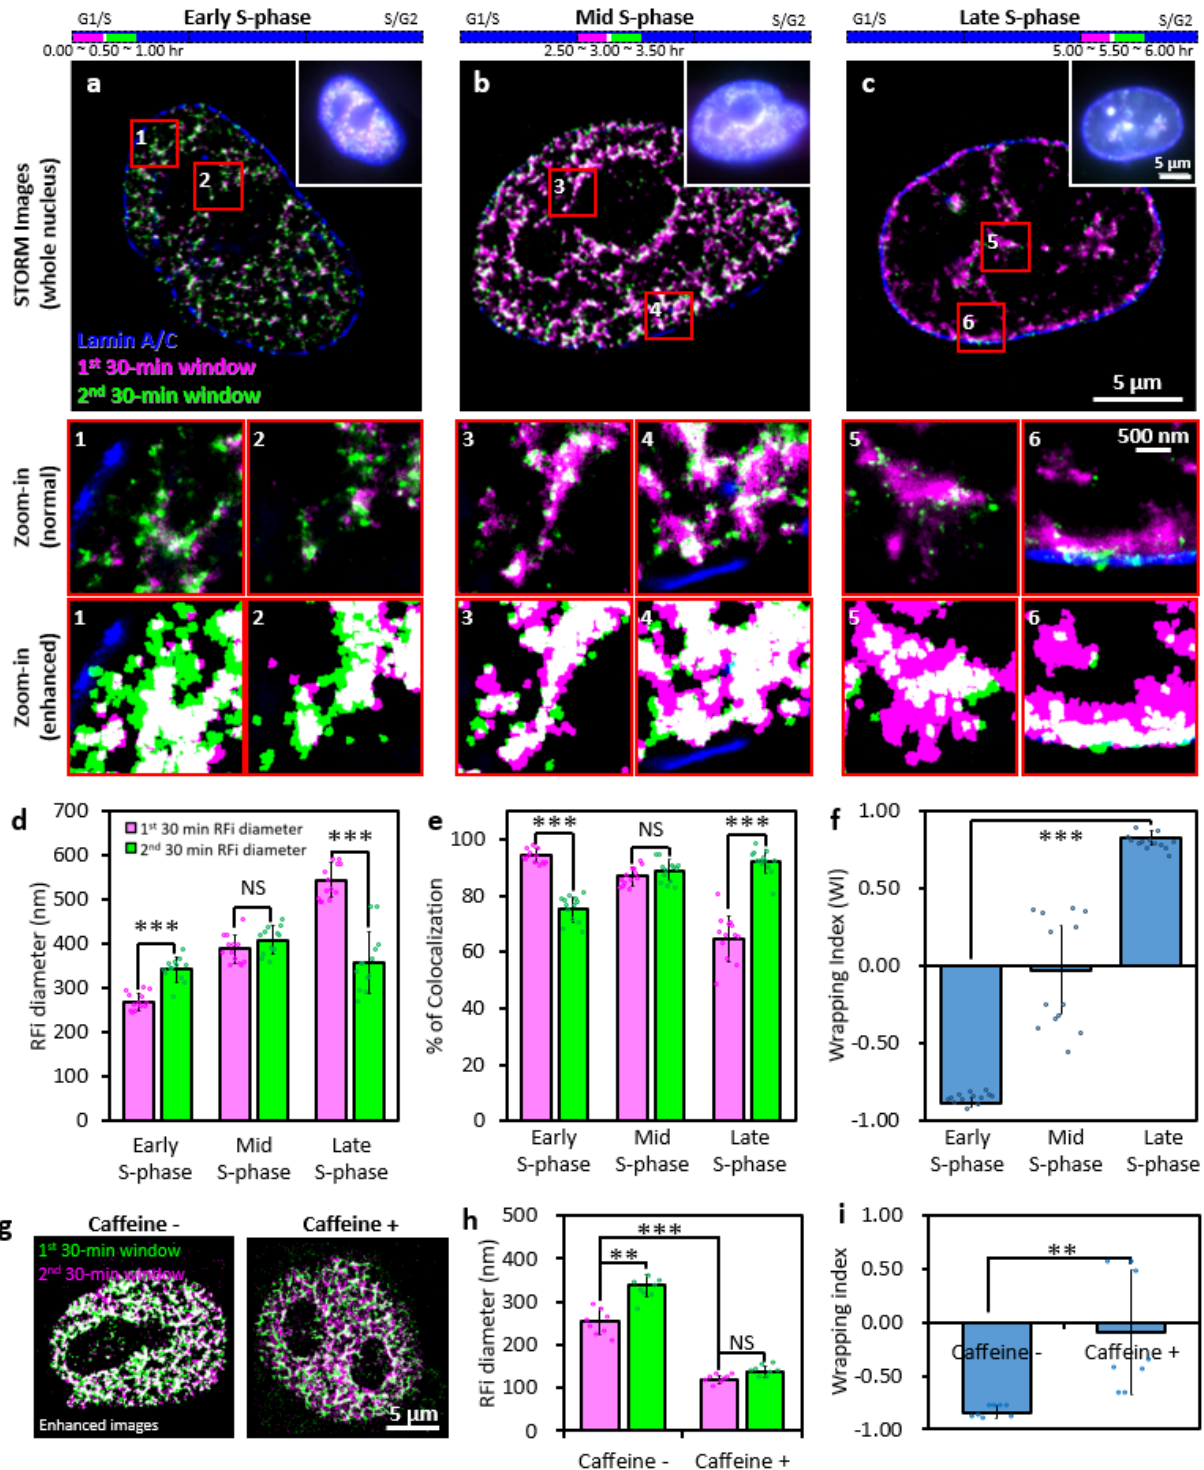 G1/S Early S-phase S/G2
0.00 ~ 0.50 ~ 1.00 hr
G1/S Mid S-phase S/G2
2.50 ~ 3.00 ~ 3.50 hr
G1/S Late S-phase S/G2
5.00 ~ 5.50 ~ 6.00 hr
STORM Images
(whole nucleus)
a
1
2
Lamin A/C
1st 30-min window
2nd 30-min window
b
3
4
c
5 μm
5
6
5 μm
Zoom-in
(normal)
1
2
3
4
5
6
500 nm
Zoom-in
(enhanced)
1
2
3
4
5
6
d
RFi diameter (nm)
700
600
500
400
300
200
100
0
1st 30 min RFi diameter
2nd 30 min RFi diameter
***
NS
***
Early
S-phase
Mid
S-phase
Late
S-phase
e
% of Colocalization
100
80
60
40
20
0
***
NS
***
Early
S-phase
Mid
S-phase
Late
S-phase
f
Wrapping Index (WI)
1.00
0.50
0.00
-0.50
-1.00
***
Early
S-phase
Mid
S-phase
Late
S-phase
g
Caffeine -
1st 30-min window
2nd 30-min window
Enhanced images
Caffeine +
5 μm
h
RFi diameter (nm)
500
400
300
200
100
0
**
***
NS
Caffeine -
Caffeine +
i
Wrapping index
1.00
0.50
0.00
-0.50
-1.00
**
Caffeine -
Caffeine +